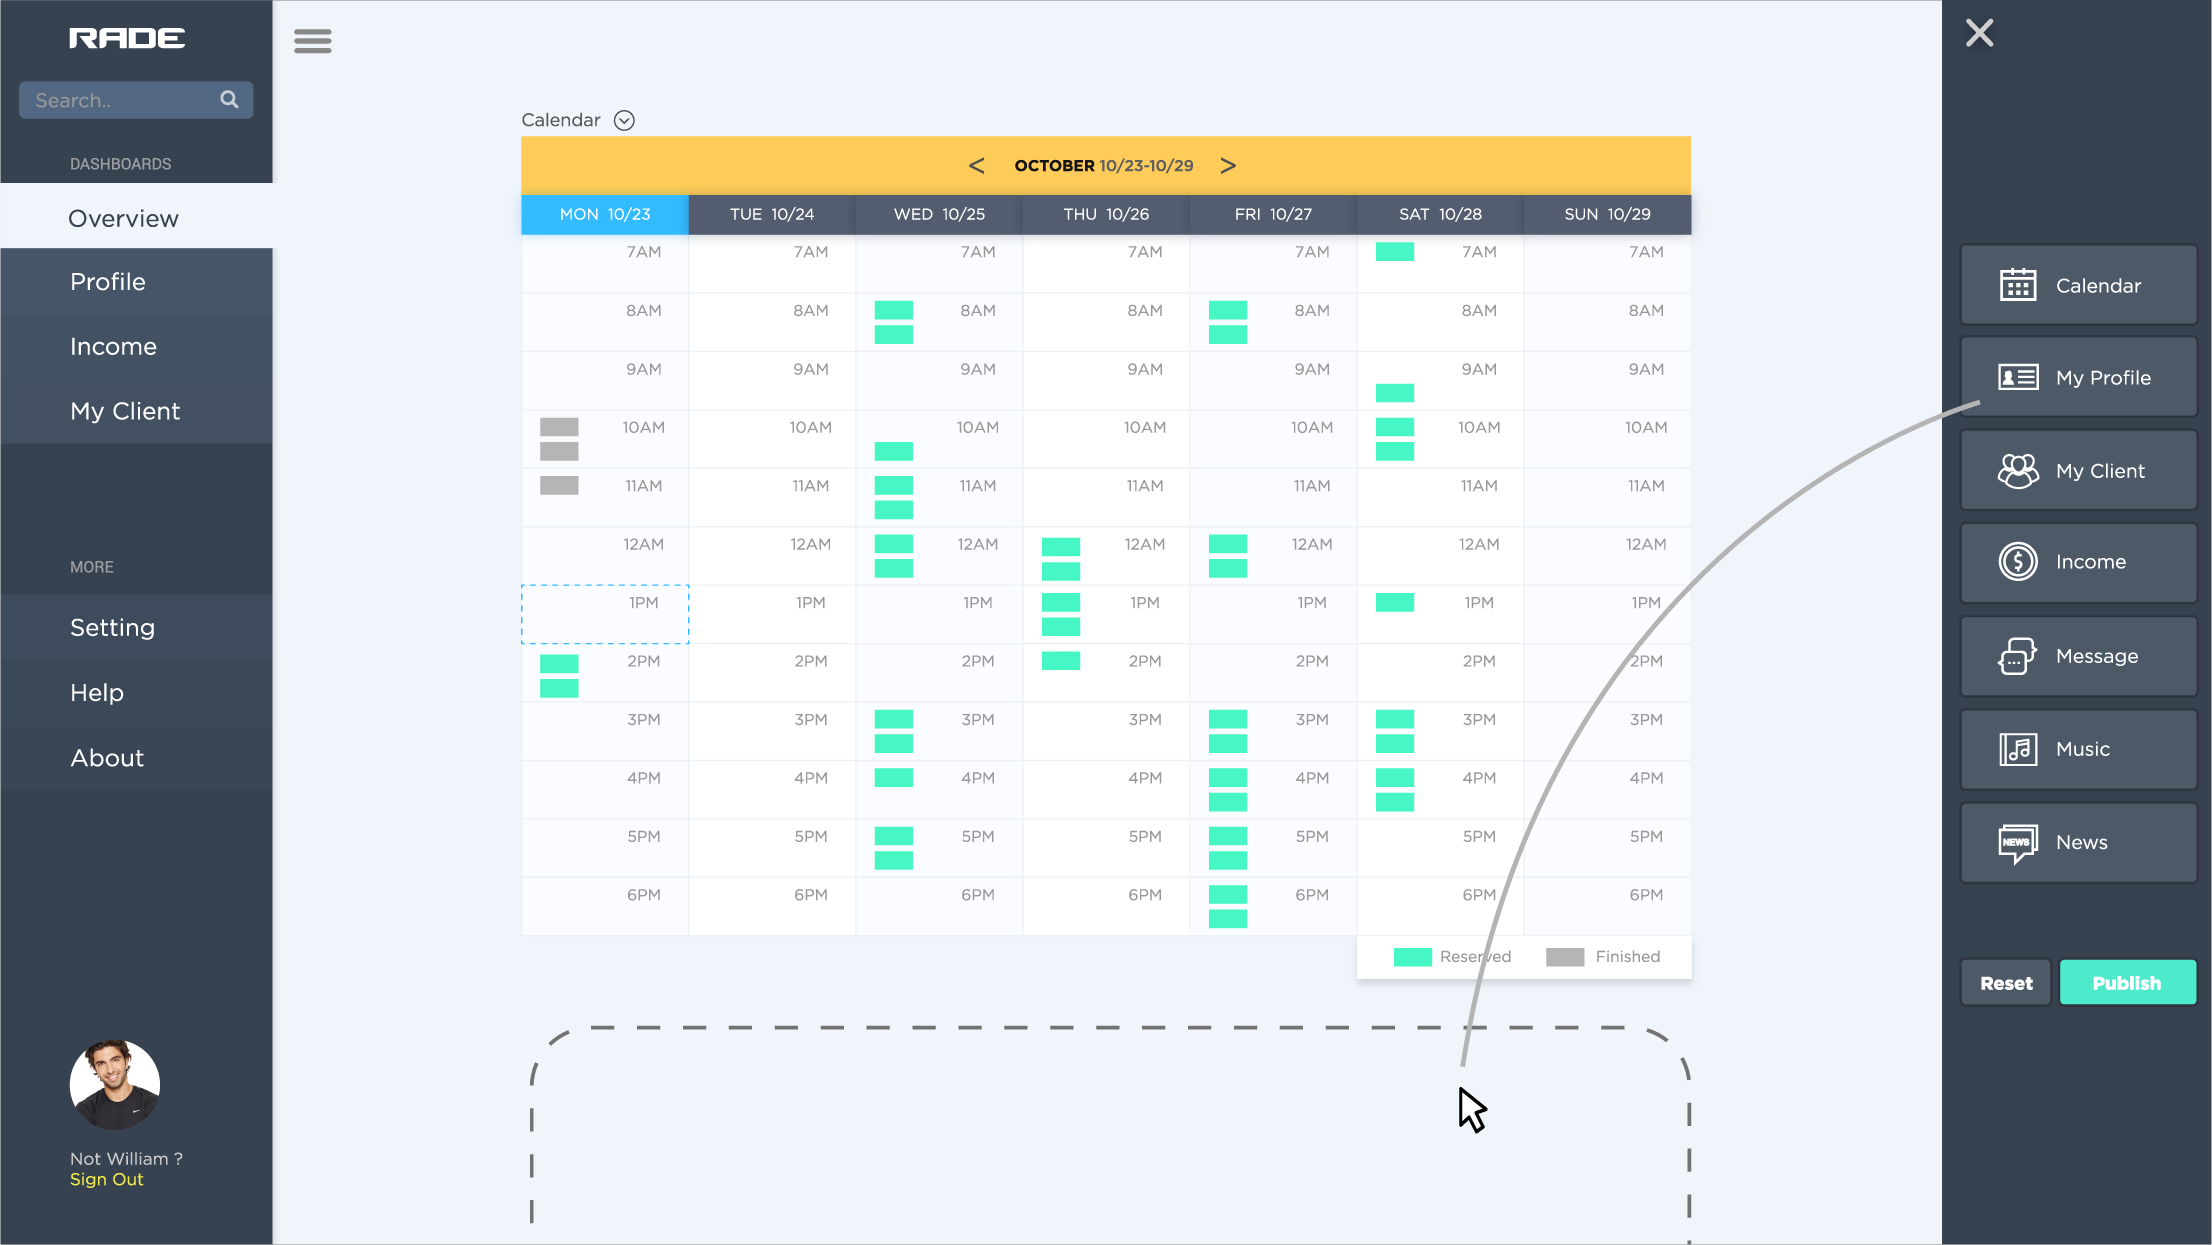 RADE
Search..
DASHBOARDS
Overview
Profile
Income
My Client
MORE
Setting
Help
About
Not William ?
Sign Out
Calendar
< OCTOBER 10/23-10/29 >
MON 10/23 TUE 10/24 WED 10/25 THU 10/26 FRI 10/27 SAT 10/28 SUN 10/29
7AM 7AM 7AM 7AM 7AM 7AM 7AM
8AM 8AM 8AM 8AM 8AM 8AM 8AM
9AM 9AM 9AM 9AM 9AM 9AM 9AM
10AM 10AM 10AM 10AM 10AM 10AM 10AM
11AM 11AM 11AM 11AM 11AM 11AM 11AM
12AM 12AM 12AM 12AM 12AM 12AM 12AM
1PM 1PM 1PM 1PM 1PM 1PM 1PM
2PM 2PM 2PM 2PM 2PM 2PM 2PM
3PM 3PM 3PM 3PM 3PM 3PM 3PM
4PM 4PM 4PM 4PM 4PM 4PM 4PM
5PM 5PM 5PM 5PM 5PM 5PM 5PM
6PM 6PM 6PM 6PM 6PM 6PM 6PM
Reserved Finished
Calendar
My Profile
My Client
Income
Message
Music
NEWS News
Reset Publish